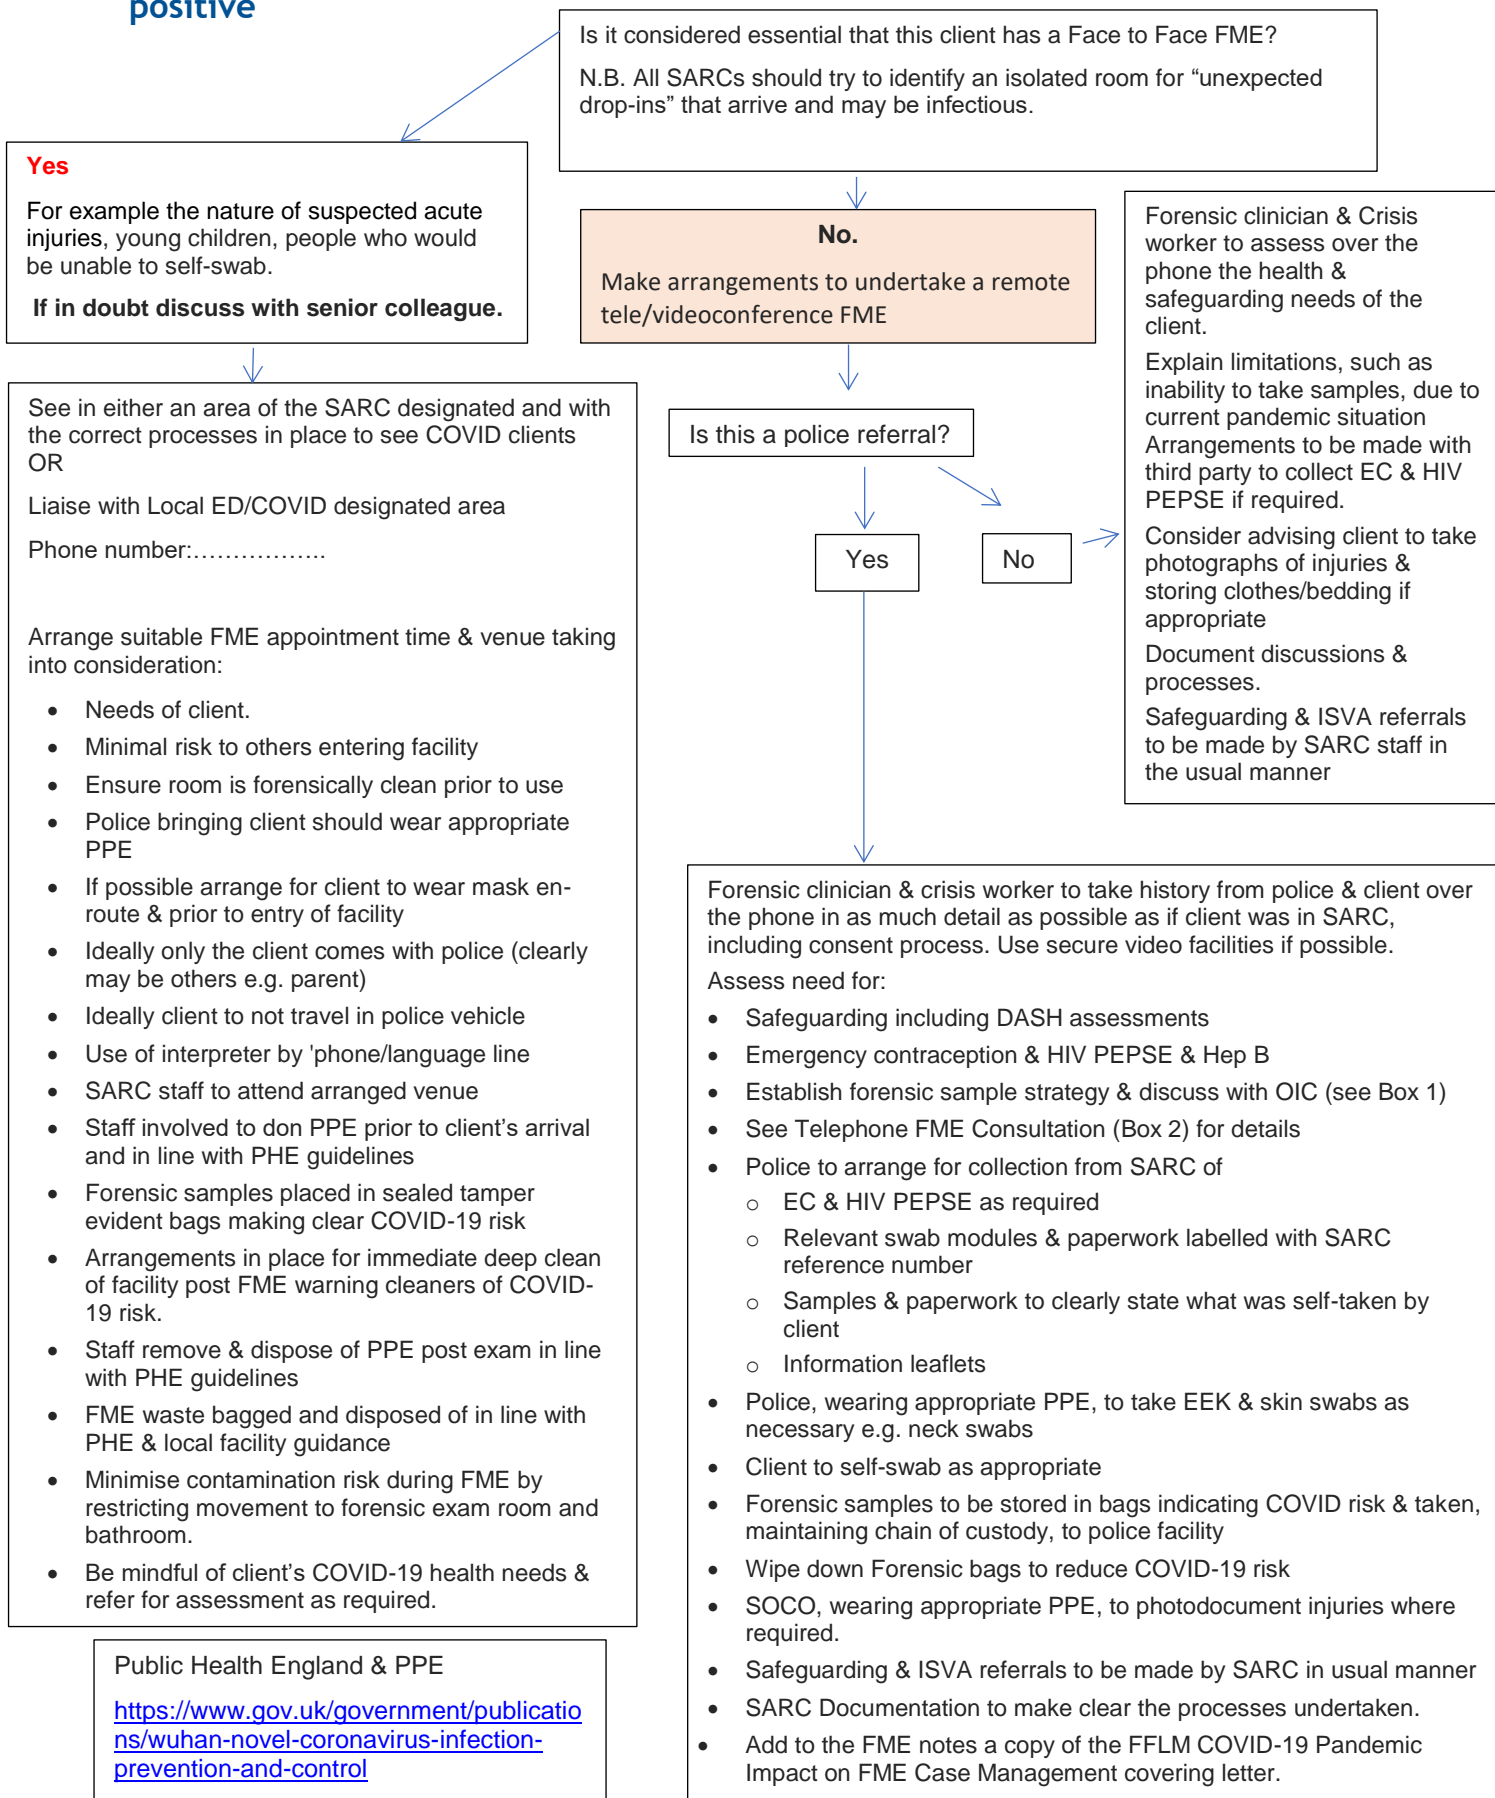 positive
Is it considered essential that this client has a Face to Face FME?
N.B. All SARCs should try to identify an isolated room for “unexpected
drop-ins” that arrive and may be infectious.
Yes
For example the nature of suspected acute
injuries, young children, people who would
be unable to self-swab.
If in doubt discuss with senior colleague.
No.
Make arrangements to undertake a remote
tele/videoconference FME
Forensic clinician & Crisis
worker to assess over the
phone the health &
safeguarding needs of the
client.
Explain limitations, such as
inability to take samples, due to
current pandemic situation
Arrangements to be made with
third party to collect EC & HIV
PEPSE if required.
Consider advising client to take
photographs of injuries &
storing clothes/bedding if
appropriate
Document discussions &
processes.
Safeguarding & ISVA referrals
to be made by SARC staff in
the usual manner
Is this a police referral?
Yes
No
See in either an area of the SARC designated and with
the correct processes in place to see COVID clients
OR
Liaise with Local ED/COVID designated area
Phone number:……………..
Arrange suitable FME appointment time & venue taking
into consideration:
• Needs of client.
• Minimal risk to others entering facility
• Ensure room is forensically clean prior to use
• Police bringing client should wear appropriate
PPE
• If possible arrange for client to wear mask en-
route & prior to entry of facility
• Ideally only the client comes with police (clearly
may be others e.g. parent)
• Ideally client to not travel in police vehicle
• Use of interpreter by 'phone/language line
• SARC staff to attend arranged venue
• Staff involved to don PPE prior to client’s arrival
and in line with PHE guidelines
• Forensic samples placed in sealed tamper
evident bags making clear COVID-19 risk
• Arrangements in place for immediate deep clean
of facility post FME warning cleaners of COVID-
19 risk.
• Staff remove & dispose of PPE post exam in line
with PHE guidelines
• FME waste bagged and disposed of in line with
PHE & local facility guidance
• Minimise contamination risk during FME by
restricting movement to forensic exam room and
bathroom.
• Be mindful of client’s COVID-19 health needs &
refer for assessment as required.
Forensic clinician & crisis worker to take history from police & client over
the phone in as much detail as possible as if client was in SARC,
including consent process. Use secure video facilities if possible.
Assess need for:
• Safeguarding including DASH assessments
• Emergency contraception & HIV PEPSE & Hep B
• Establish forensic sample strategy & discuss with OIC (see Box 1)
• See Telephone FME Consultation (Box 2) for details
• Police to arrange for collection from SARC of
o EC & HIV PEPSE as required
o Relevant swab modules & paperwork labelled with SARC
reference number
o Samples & paperwork to clearly state what was self-taken by
client
o Information leaflets
• Police, wearing appropriate PPE, to take EEK & skin swabs as
necessary e.g. neck swabs
• Client to self-swab as appropriate
• Forensic samples to be stored in bags indicating COVID risk & taken,
maintaining chain of custody, to police facility
• Wipe down Forensic bags to reduce COVID-19 risk
• SOCO, wearing appropriate PPE, to photodocument injuries where
required.
• Safeguarding & ISVA referrals to be made by SARC in usual manner
• SARC Documentation to make clear the processes undertaken.
• Add to the FME notes a copy of the FFLM COVID-19 Pandemic
Impact on FME Case Management covering letter.
Public Health England & PPE
https://www.gov.uk/government/publicatio
ns/wuhan-novel-coronavirus-infection-
prevention-and-control